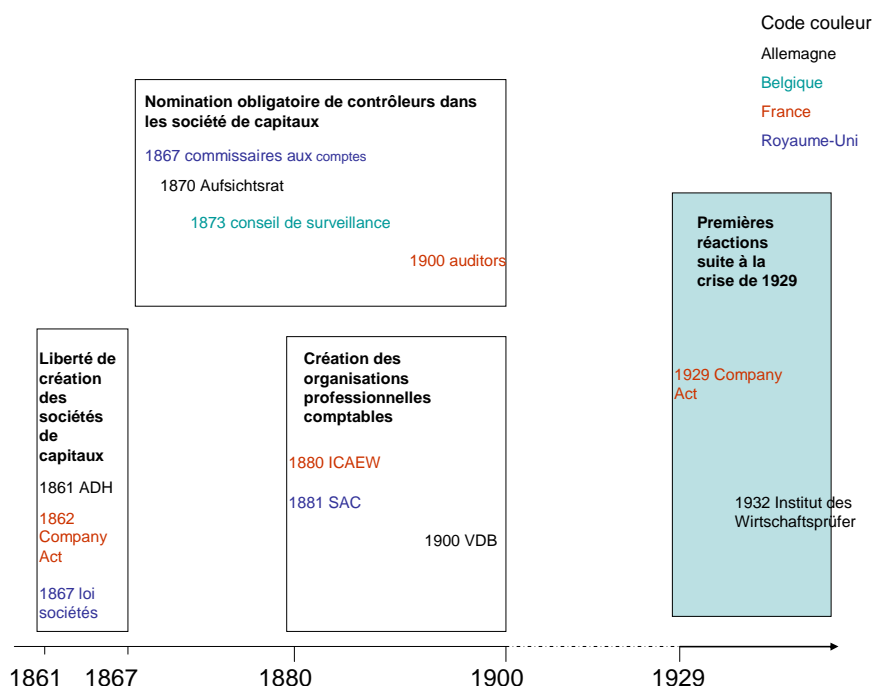 Code couleur
Allemagne
Belgique
France
Royaume-Uni
Nomination obligatoire de contrôleurs dans
les société de capitaux
1867 commissaires aux comptes
1870 Aufsichtsrat
1873 conseil de surveillance
1900 auditors
Premières
réactions
suite à la
crise de 1929
1929 Company
Act
1932 Institut des
Wirtschaftsprüfer
Liberté de
création
des
sociétés
de
capitaux
1861 ADH
1862
Company
Act
1867 loi
sociétés
Création des
organisations
professionnelles
comptables
1880 ICAEW
1881 SAC
1900 VDB
1861 1867 1880 1900 1929